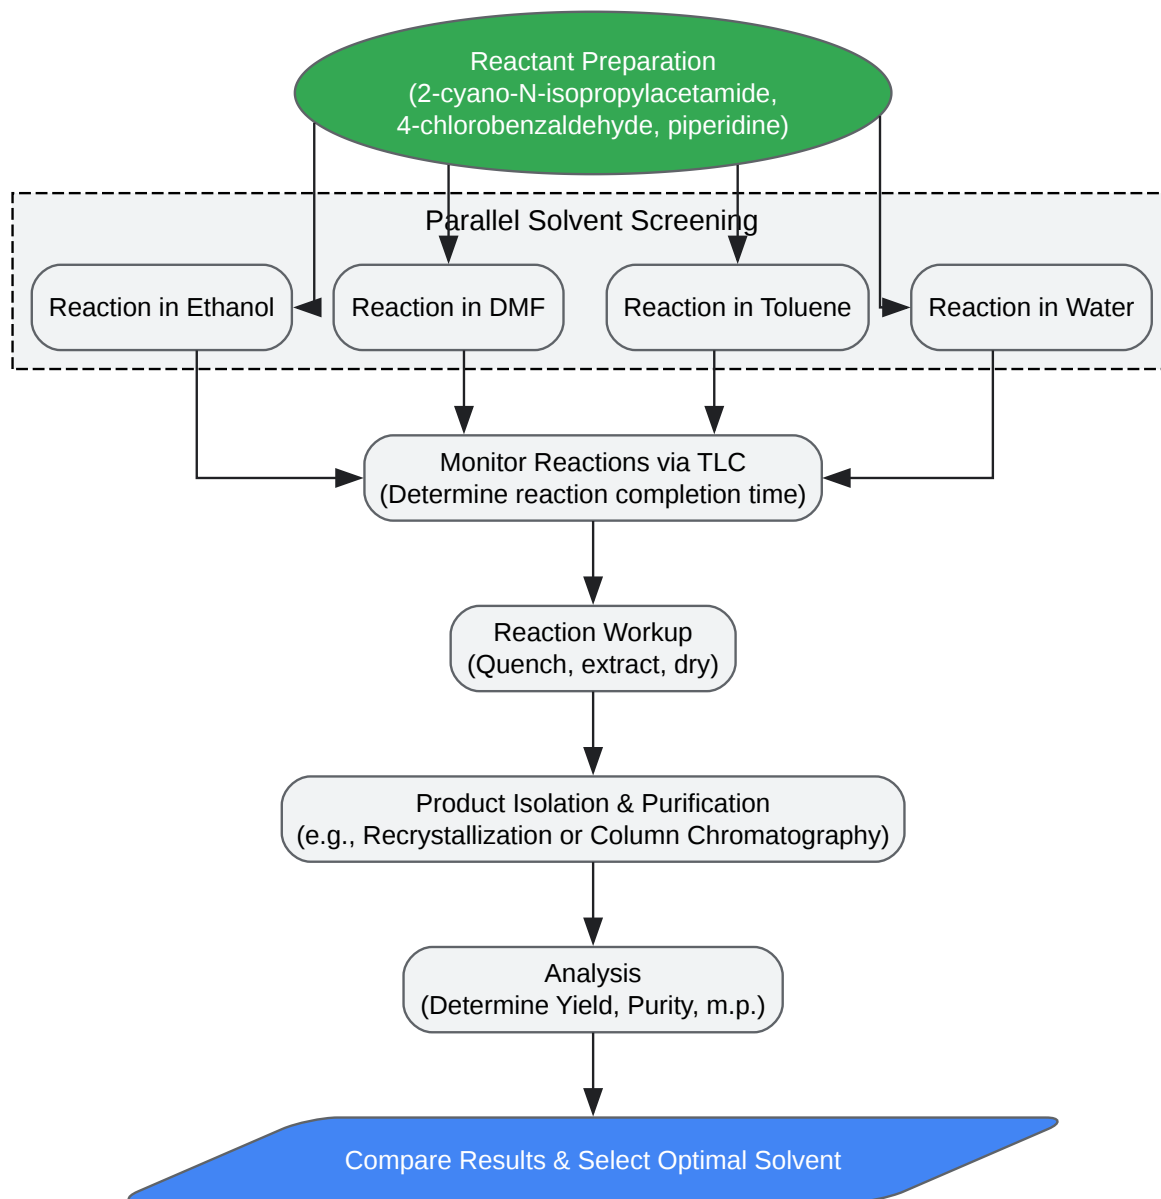 Reactant Preparation
(2-cyano-N-isopropylacetamide,
4-chlorobenzaldehyde, piperidine)
Parallel Solvent Screening
Reaction in Ethanol
Reaction in DMF
Reaction in Toluene
Reaction in Water
Monitor Reactions via TLC
(Determine reaction completion time)
Reaction Workup
(Quench, extract, dry)
Product Isolation & Purification
(e.g., Recrystallization or Column Chromatography)
Analysis
(Determine Yield, Purity, m.p.)
Compare Results & Select Optimal Solvent